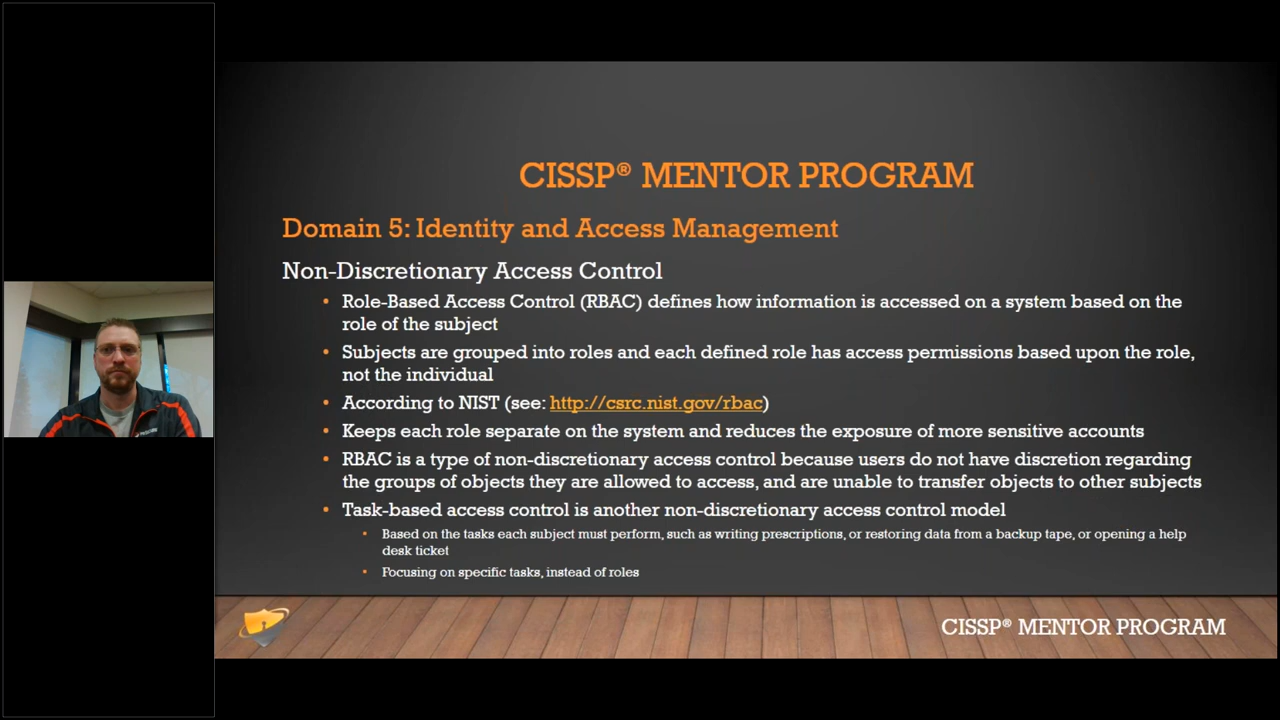 CISSP® MENTOR PROGRAM
Domain 5: Identity and Access Management
Non-Discretionary Access Control
• Role-Based Access Control (RBAC) defines how information is accessed on a system based on the
role of the subject
• Subjects are grouped into roles and each defined role has access permissions based upon the role,
not the individual
• According to NIST (see: http://csrc.nist.gov/rbac)
• Keeps each role separate on the system and reduces the exposure of more sensitive accounts
• RBAC is a type of non-discretionary access control because users do not have discretion regarding
the groups of objects they are allowed to access, and are unable to transfer objects to other subjects
• Task-based access control is another non-discretionary access control model
• Based on the tasks each subject must perform, such as writing prescriptions, or restoring data from a backup tape, or opening a help
desk ticket
• Focusing on specific tasks, instead of roles
CISSP® MENTOR PROGRAM